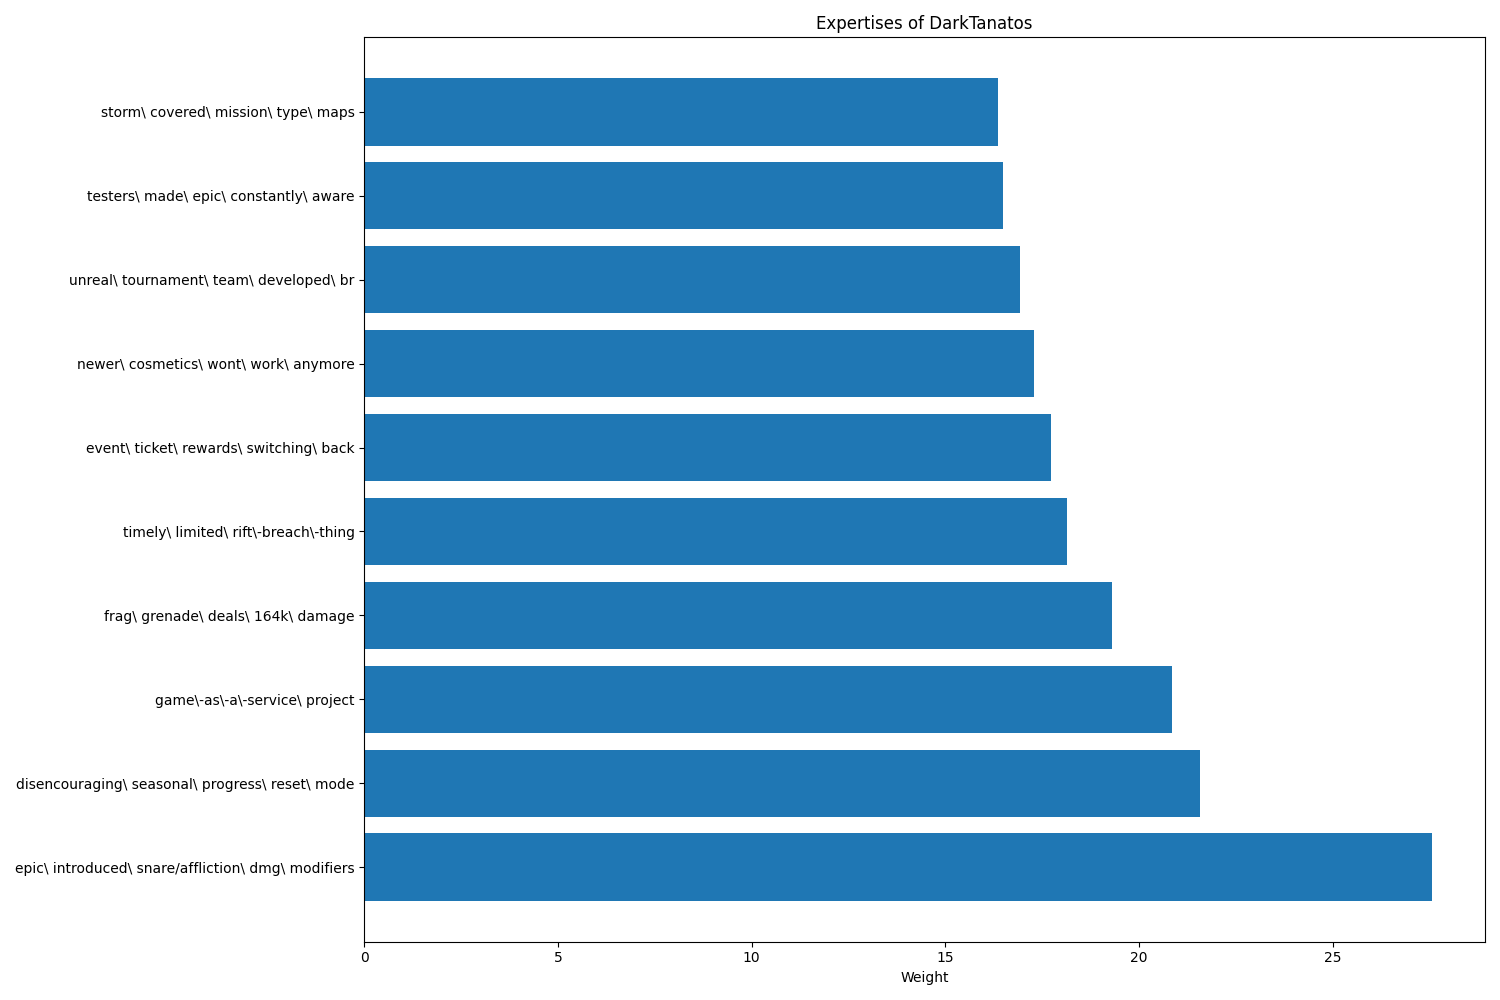 Expertises of DarkTanatos
storm\ covered\ mission\ type\ maps
testers\ made\ epic\ constantly\ aware
unreal\ tournament\ team\ developed\ br
newer\ cosmetics\ wont\ work\ anymore
event\ ticket\ rewards\ switching\ back
timely\ limited\ rift\-breach\-thing
frag\ grenade\ deals\ 164k\ damage
game\-as\-a\-service\ project
disencouraging\ seasonal\ progress\ reset\ mode
epic\ introduced\ snare/affliction\ dmg\ modifiers
0 5 10 15 20 25
Weight